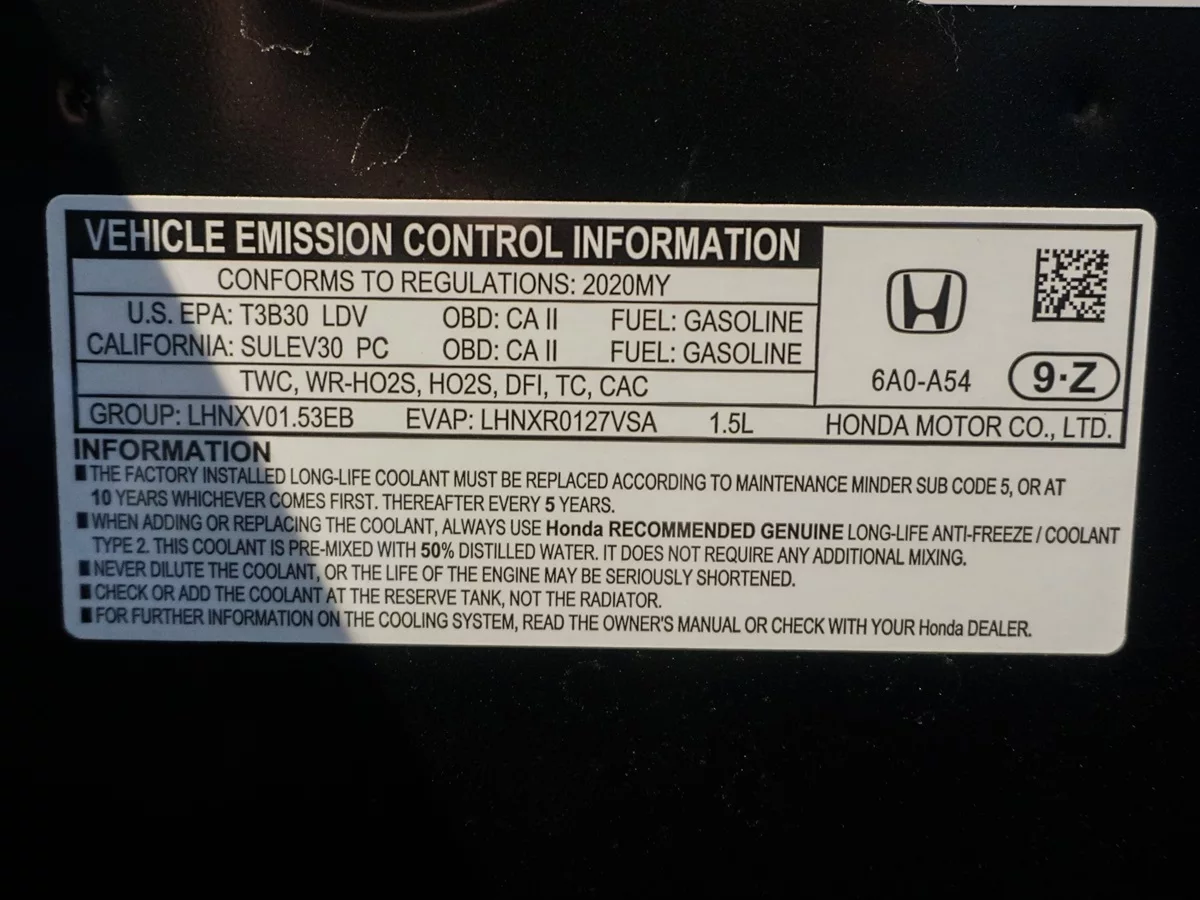 VEHICLE EMISSION CONTROL INFORMATION
CONFORMS TO REGULATIONS: 2020MY
U.S. EPA: T3B30 LDV OBD: CA II FUEL: GASOLINE
CALIFORNIA: SULEV30 PC OBD: CA II FUEL: GASOLINE
TWC, WR-HO2S, HO2S, DFI, TC, CAC
6A0-A54 9·Z
GROUP: LHNXV01.53EB EVAP: LHNXR0127VSA 1.5L HONDA MOTOR CO., LTD.
INFORMATION
■ THE FACTORY INSTALLED LONG-LIFE COOLANT MUST BE REPLACED ACCORDING TO MAINTENANCE MINDER SUB CODE 5, OR AT
10 YEARS WHICHEVER COMES FIRST. THEREAFTER EVERY 5 YEARS.
■ WHEN ADDING OR REPLACING THE COOLANT, ALWAYS USE Honda RECOMMENDED GENUINE LONG-LIFE ANTI-FREEZE / COOLANT
TYPE 2. THIS COOLANT IS PRE-MIXED WITH 50% DISTILLED WATER. IT DOES NOT REQUIRE ANY ADDITIONAL MIXING.
■ NEVER DILUTE THE COOLANT, OR THE LIFE OF THE ENGINE MAY BE SERIOUSLY SHORTENED.
■ CHECK OR ADD THE COOLANT AT THE RESERVE TANK, NOT THE RADIATOR.
■ FOR FURTHER INFORMATION ON THE COOLING SYSTEM, READ THE OWNER'S MANUAL OR CHECK WITH YOUR Honda DEALER.